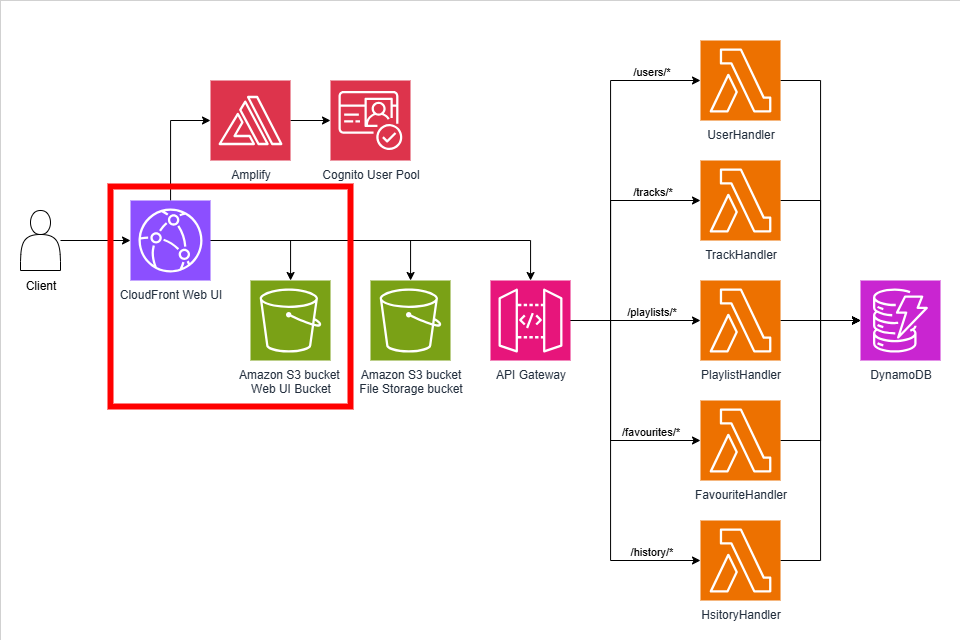 /users/*
UserHandler
Amplify
Cognito User Pool
/tracks/*
TrackHandler
Client
CloudFront Web UI
/playlists/*
Amazon S3 bucket
Web UI Bucket
Amazon S3 bucket
File Storage bucket
API Gateway
PlaylistHandler
DynamoDB
/favourites/*
FavouriteHandler
/history/*
HsitoryHandler